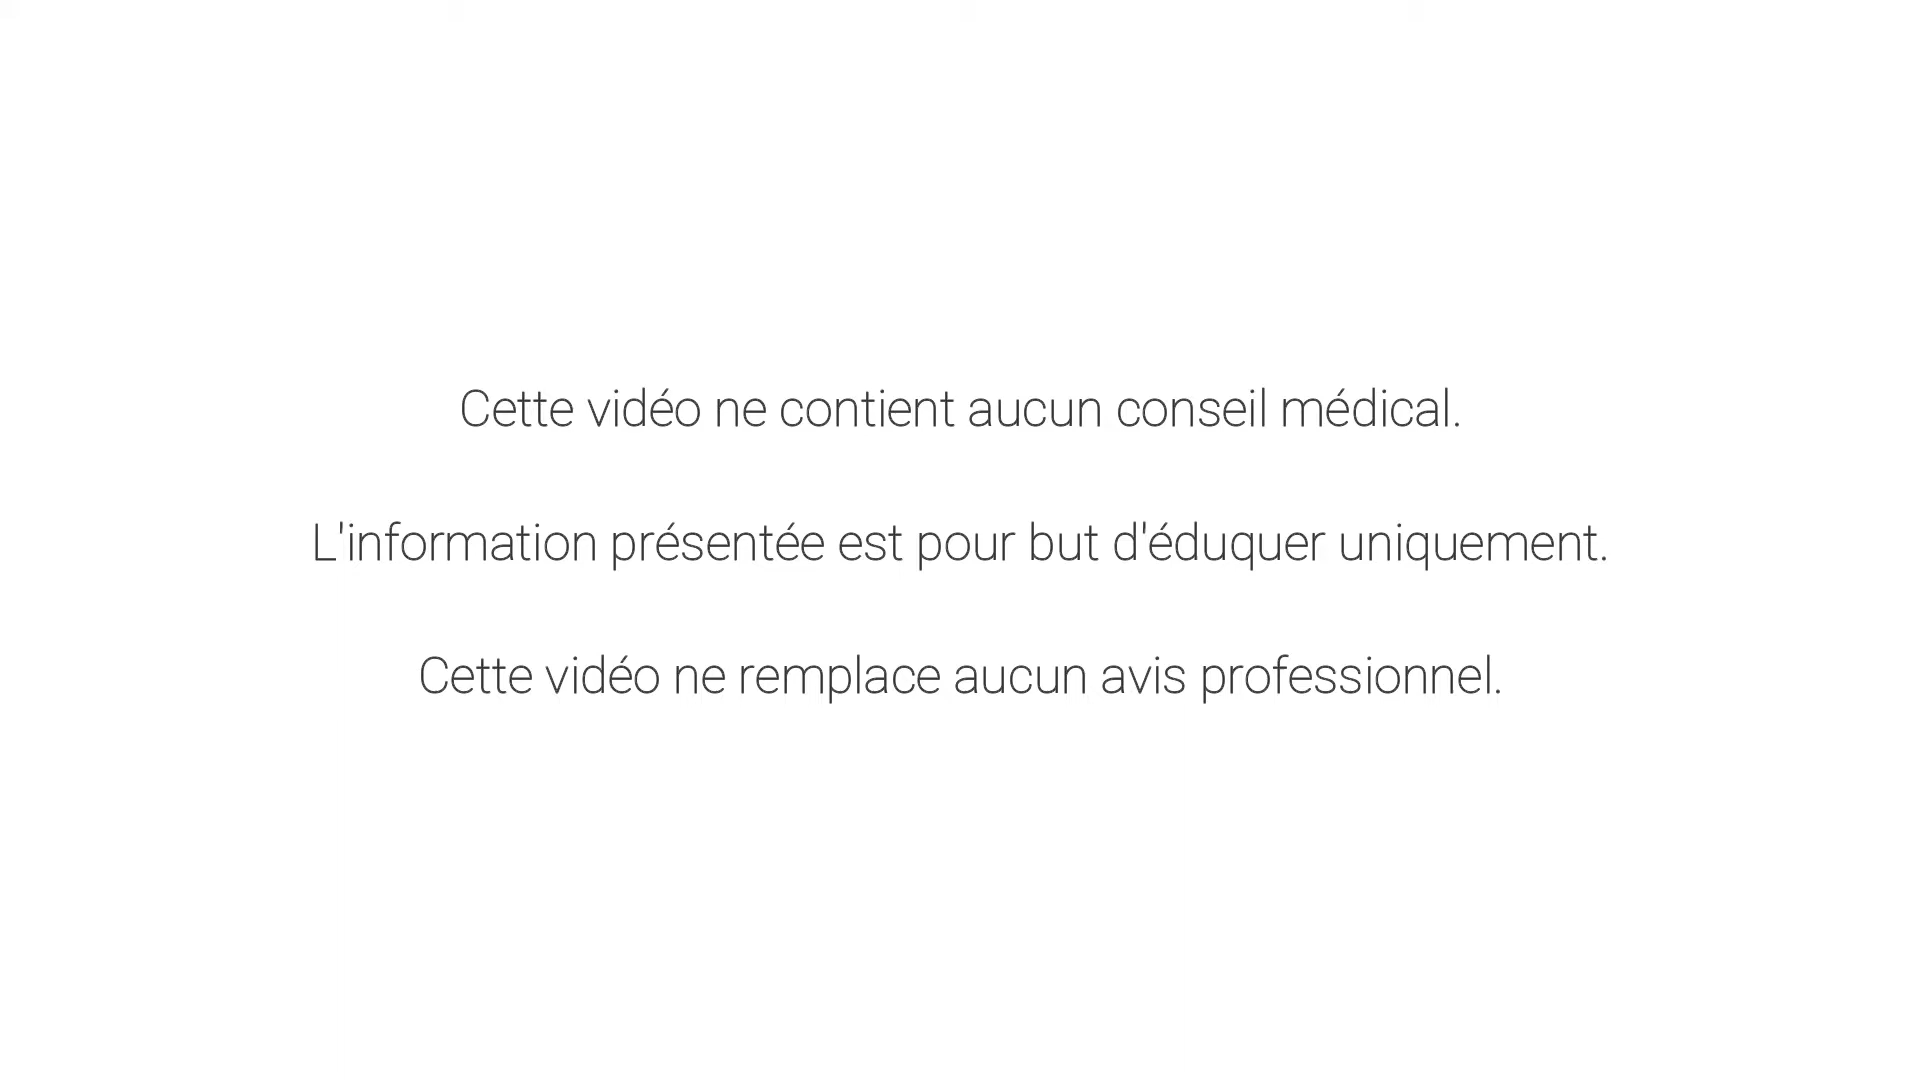 Cette vidéo ne contient aucun conseil médical.
L'information présentée est pour but d'éduquer uniquement.
Cette vidéo ne remplace aucun avis professionnel.